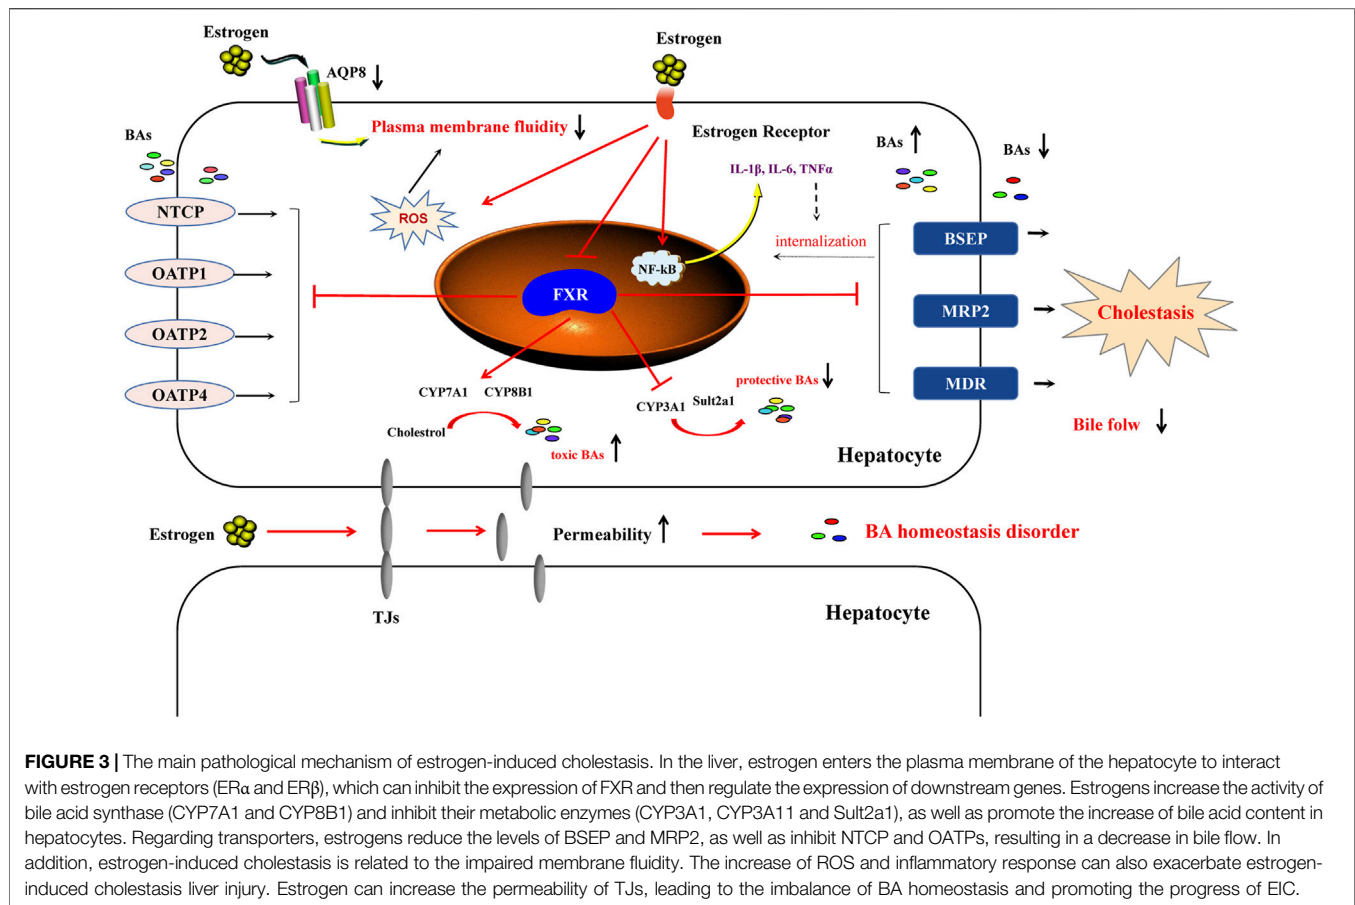 Estrogen
AQP8
Estrogen
Plasma membrane fluidity
Estrogen Receptor
BAs
BAs
BAs
IL-1β, IL-6, TNFα
NTCP
ROS
internalization
BSEP
OATP1
NF-kB
FXR
MRP2
Cholestasis
OATP2
CYP7A1
CYP8B1
protective BAs
MDR
OATP4
CYP3A1
Sult2a1
Cholestrol
toxic BAs
Bile folw
Hepatocyte
Estrogen
Permeability
BA homeostasis disorder
TJs
Hepatocyte
FIGURE 3 | The main pathological mechanism of estrogen-induced cholestasis. In the liver, estrogen enters the plasma membrane of the hepatocyte to interact
with estrogen receptors (ERα and ERβ), which can inhibit the expression of FXR and then regulate the expression of downstream genes. Estrogens increase the activity of
bile acid synthase (CYP7A1 and CYP8B1) and inhibit their metabolic enzymes (CYP3A1, CYP3A11 and Sult2a1), as well as promote the increase of bile acid content in
hepatocytes. Regarding transporters, estrogens reduce the levels of BSEP and MRP2, as well as inhibit NTCP and OATPs, resulting in a decrease in bile flow. In
addition, estrogen-induced cholestasis is related to the impaired membrane fluidity. The increase of ROS and inflammatory response can also exacerbate estrogen-
induced cholestasis liver injury. Estrogen can increase the permeability of TJs, leading to the imbalance of BA homeostasis and promoting the progress of EIC.